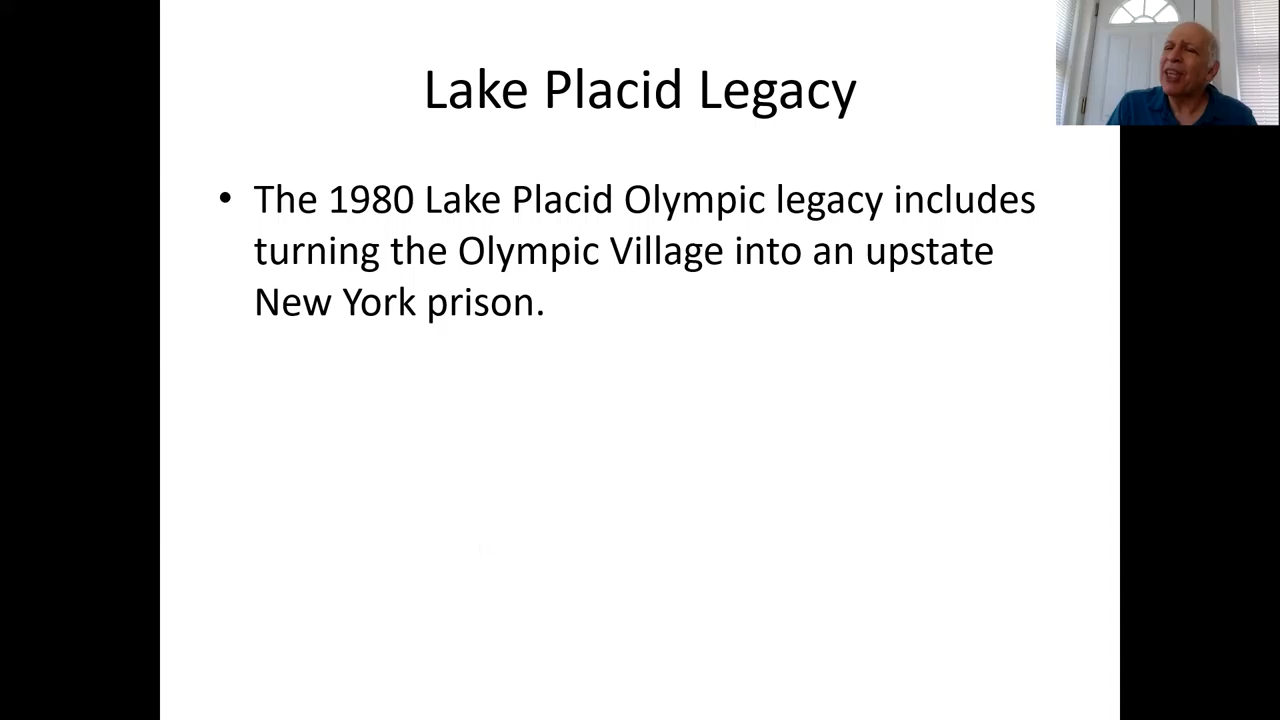 Lake Placid Legacy
• The 1980 Lake Placid Olympic legacy includes
turning the Olympic Village into an upstate
New York prison.